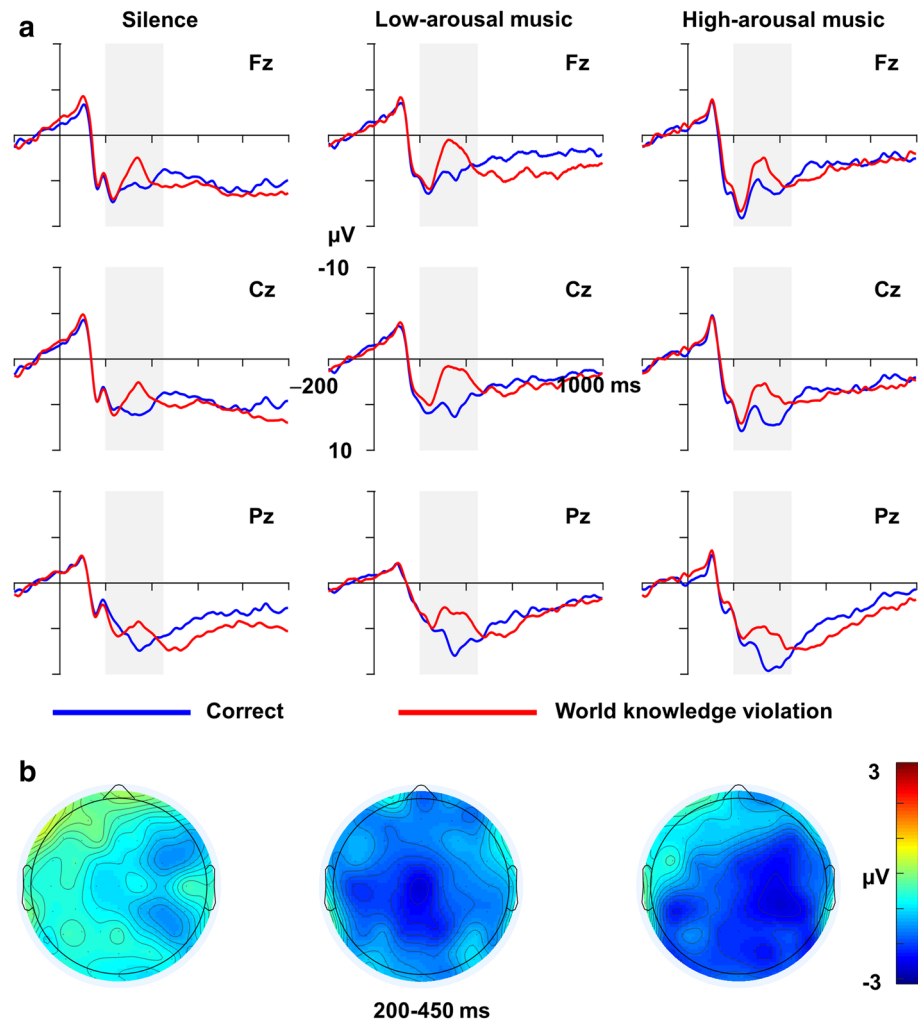 a
Silence
Low-arousal music
High-arousal music
Fz
Fz
Fz
µV
-10
Cz
Cz
Cz
–200
1000 ms
10
Pz
Pz
Pz
Correct
World knowledge violation
b
3
µV
-3
200-450 ms